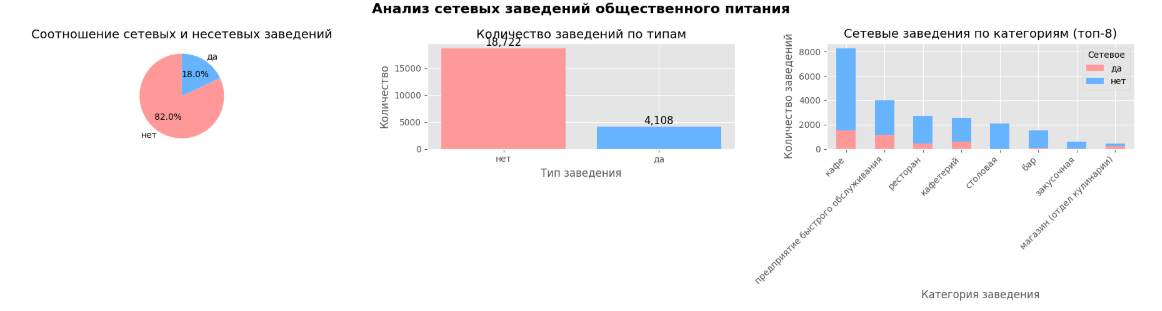 Анализ сетевых заведений общественного питания
Соотношение сетевых и несетевых заведений
да
18.0%
82.0%
нет
Количество заведений по типам
18,722
4,108
Количество
15000
10000
5000
0
нет
да
Тип заведения
Сетевые заведения по категориям (топ-8)
Сетевое
да
нет
Количество заведений
8000
6000
4000
2000
0
кафе
предприятие быстрого обслуживания
ресторан
кафетерий
столовая
бар
закусочная
магазин (отдел кулинарии)
Категория заведения